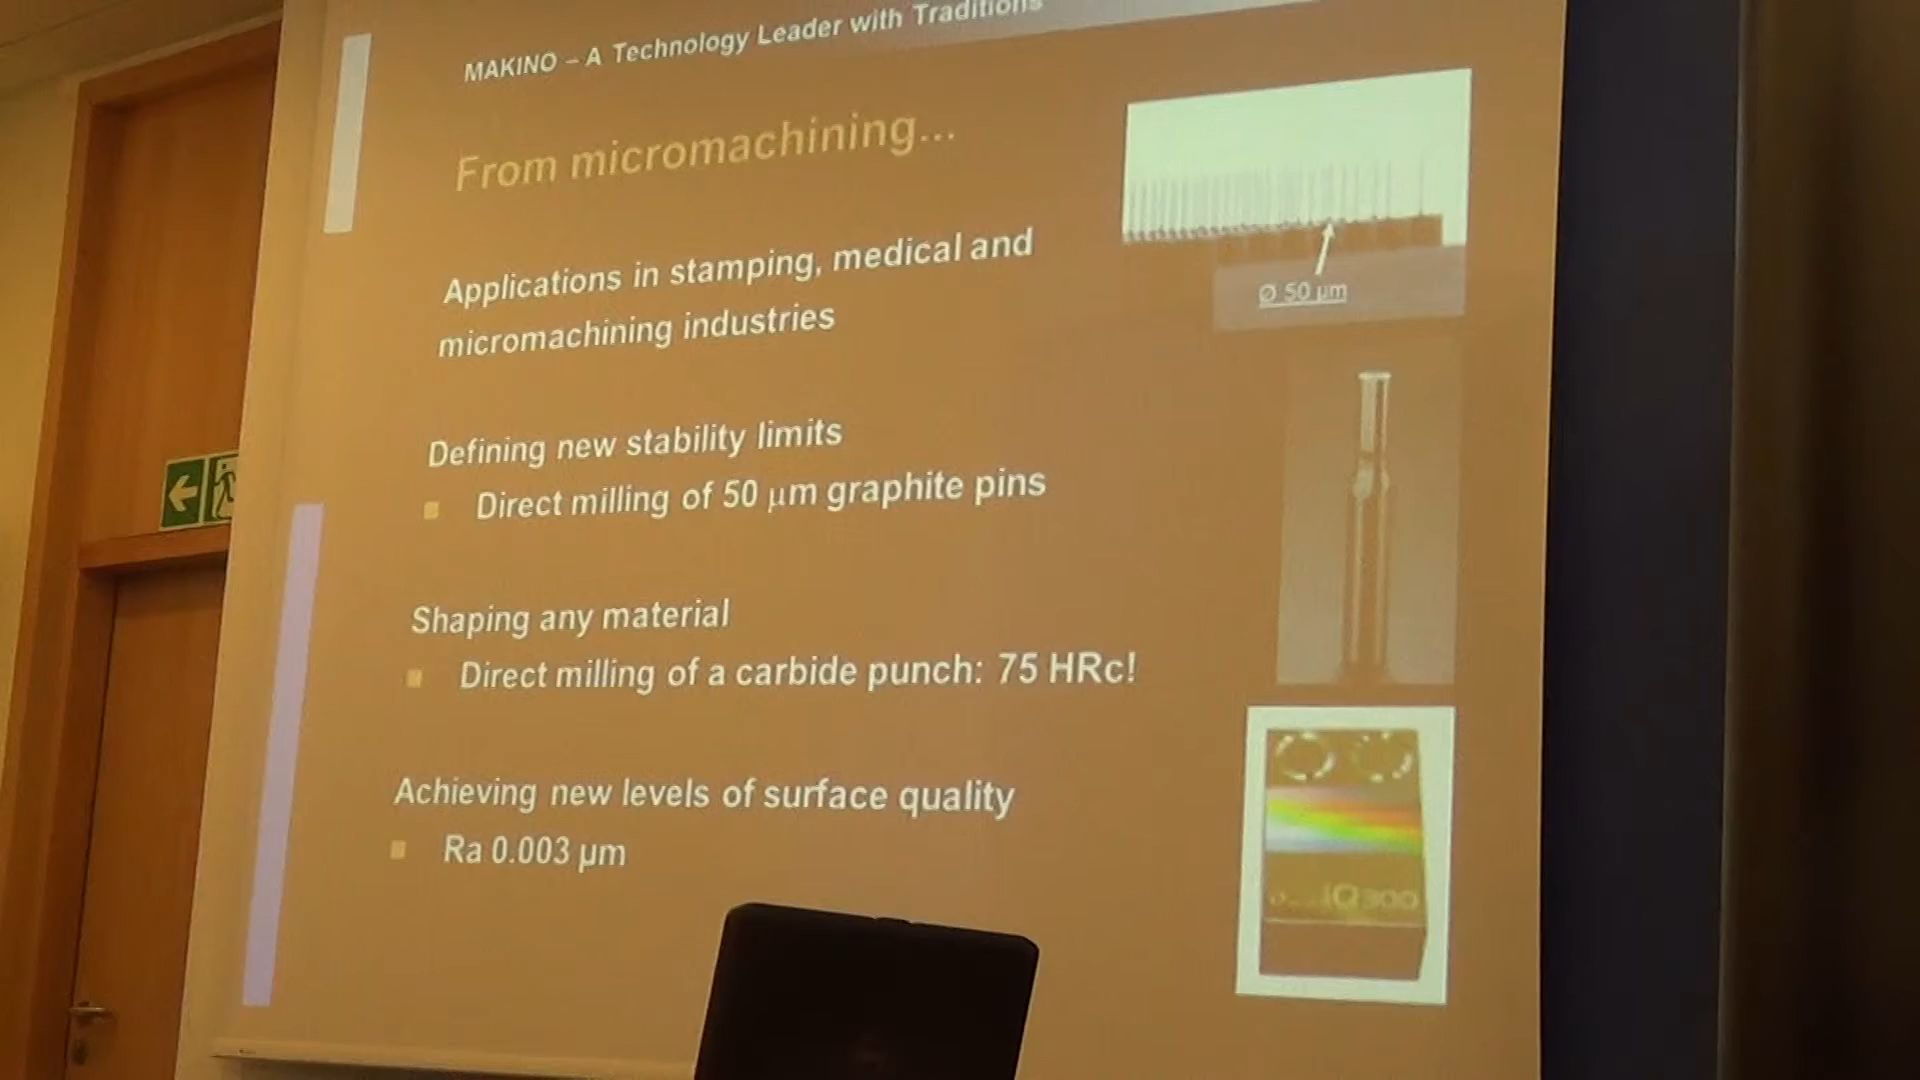 MAKINO – A Technology Leader with Traditions
From micromachining...
Applications in stamping, medical and
micromachining industries
Ø 50 µm
Defining new stability limits
Direct milling of 50 µm graphite pins
Shaping any material
Direct milling of a carbide punch: 75 HRc!
Achieving new levels of surface quality
Ra 0.003 µm
iQ300